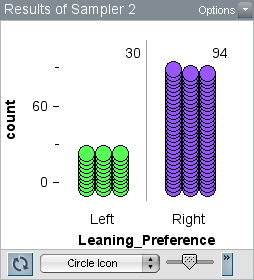 Results of Sampler 2 Options
30 94
60
0
count
Left Right
Leaning_Preference
Circle Icon »